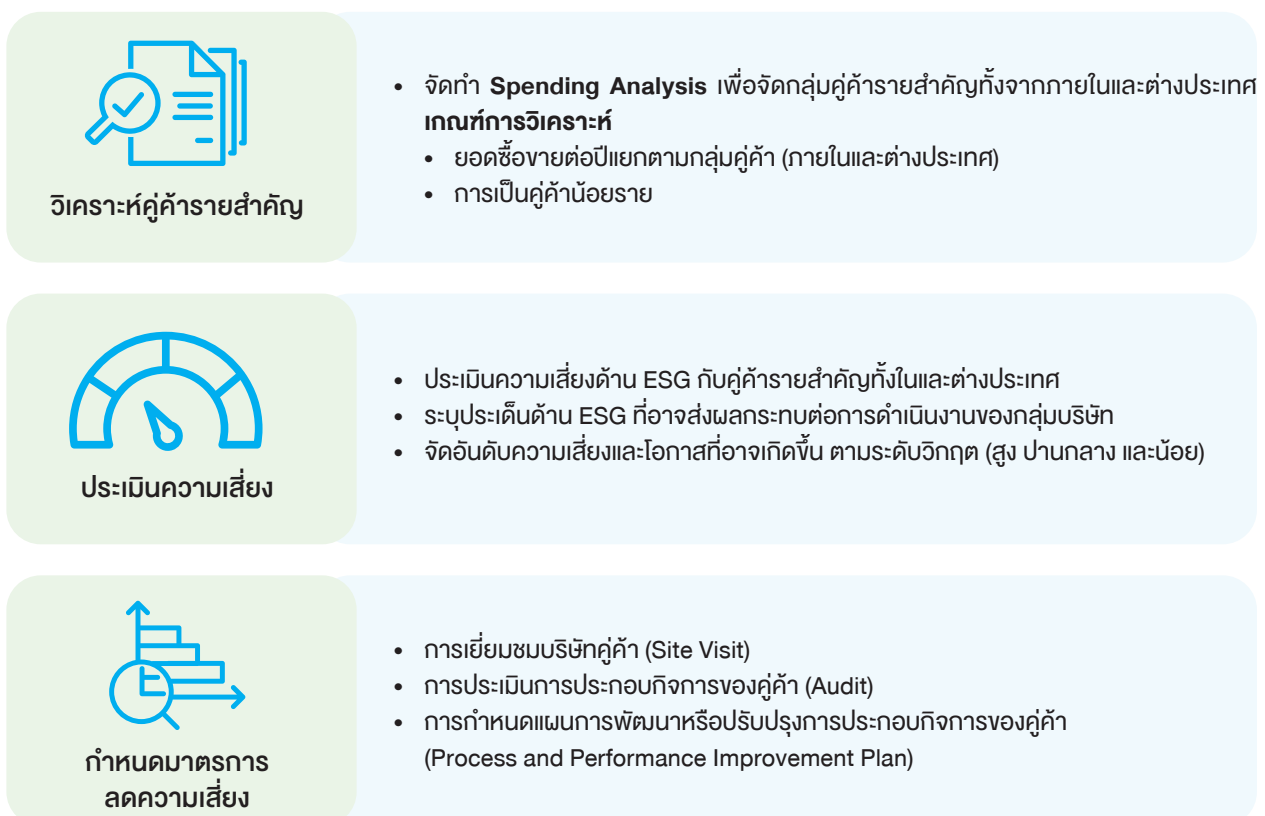 วิเคราะห์คู่ค้ารายสำคัญ
• จัดทำ Spending Analysis เพื่อจัดกลุ่มคู่ค้ารายสำคัญทั้งจากภายในและต่างประเทศ
เกณฑ์การวิเคราะห์
• ยอดซื้อขายต่อปีแยกตามกลุ่มคู่ค้า (ภายในและต่างประเทศ)
• การเป็นคู่ค้าน้อยราย
ประเมินความเสี่ยง
• ประเมินความเสี่ยงด้าน ESG กับคู่ค้ารายสำคัญทั้งในและต่างประเทศ
• ระบุประเด็นด้าน ESG ที่อาจส่งผลกระทบต่อการดำเนินงานของกลุ่มบริษัท
• จัดอันดับความเสี่ยงและโอกาสที่อาจเกิดขึ้น ตามระดับวิกฤต (สูง ปานกลาง และน้อย)
กำหนดมาตรการ
ลดความเสี่ยง
• การเยี่ยมชมบริษัทคู่ค้า (Site Visit)
• การประเมินการประกอบกิจการของคู่ค้า (Audit)
• การกำหนดแผนการพัฒนาหรือปรับปรุงการประกอบกิจการของคู่ค้า
(Process and Performance Improvement Plan)